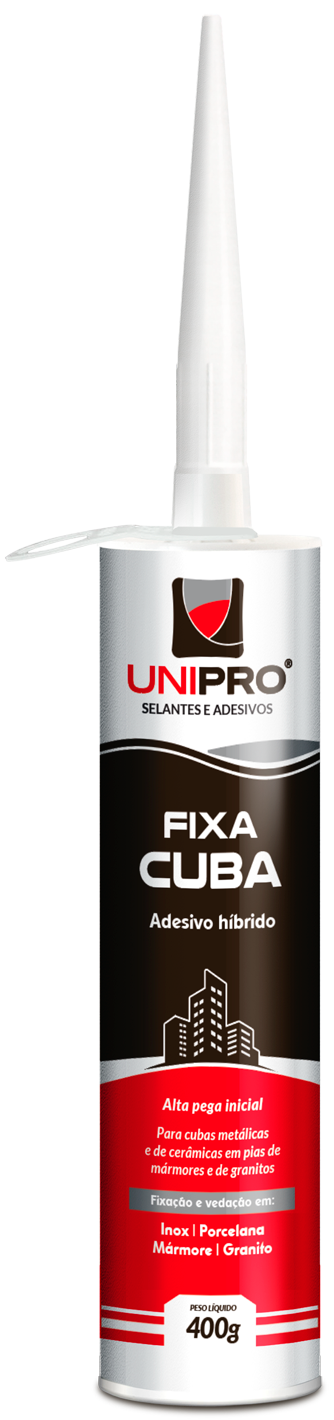 UNIPRO®
SELANTES E ADESIVOS
FIXA
CUBA
Adesivo híbrido
Alta pega inicial
Para cubas metálicas
e de cerâmicas em pias de
mármores e de granitos
Fixação e vedação em:
Inox | Porcelana
Mármore | Granito
PESO LÍQUIDO
400g